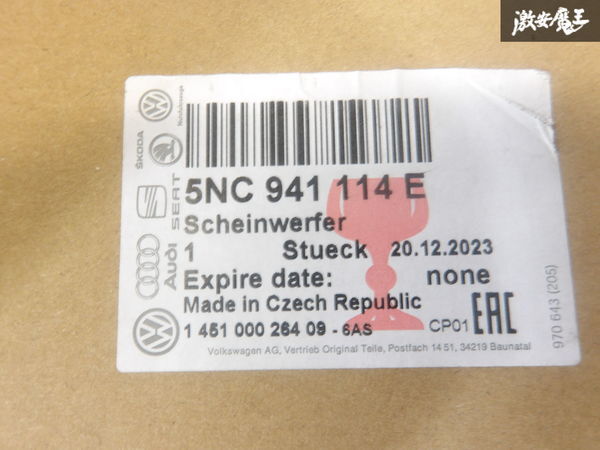 激安魔王
Nutzfahrzeuge
ŠKODA
SEAT
Audi
5NC 941 114 E
Scheinwerfer
1 Stueck 20.12.2023
Expire date: none
Made in Czech Republic
1 451 000 264 09 - 6AS CP01 EAC
Volkswagen AG, Vertrieb Original Teile, Postfach 14 51, 34219 Baunatal
970 643 (205)